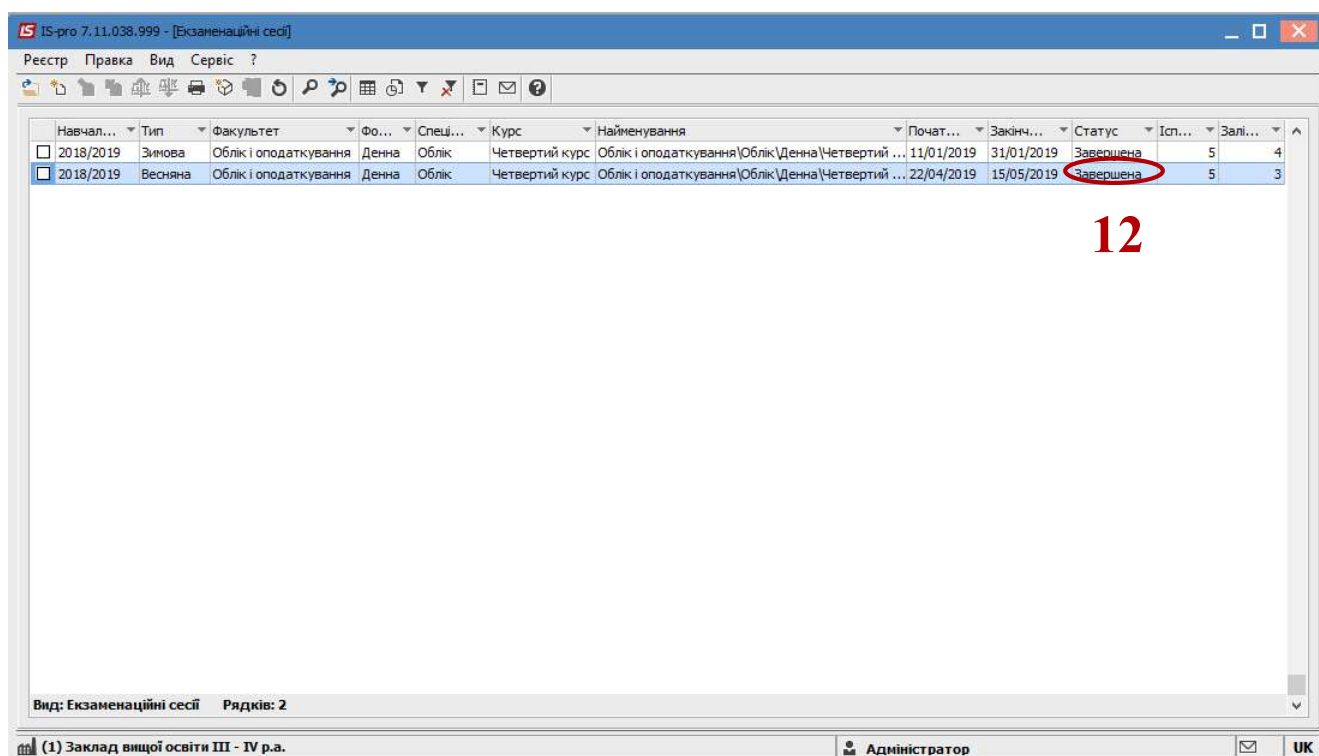 IS-pro 7.11.038.999 - [Екзаменаційні сесії]
Реєстр Правка Вид Сервіс ?
Навчал... Тип Факультет Фо... Спеці... Курс Найменування Почат... Закінч... Статус Ісп... Залі...
2018/2019 Зимова Облік і оподаткування Денна Облік Четвертий курс Облік і оподаткування\Облік\Денна\Четвертий ... 11/01/2019 31/01/2019 Завершена 5 4
2018/2019 Весняна Облік і оподаткування Денна Облік Четвертий курс Облік і оподаткування\Облік\Денна\Четвертий ... 22/04/2019 15/05/2019 Завершена 5 3
12
Вид: Екзаменаційні сесії Рядків: 2
(1) Заклад вищої освіти III - IV р.а. Адміністратор UK